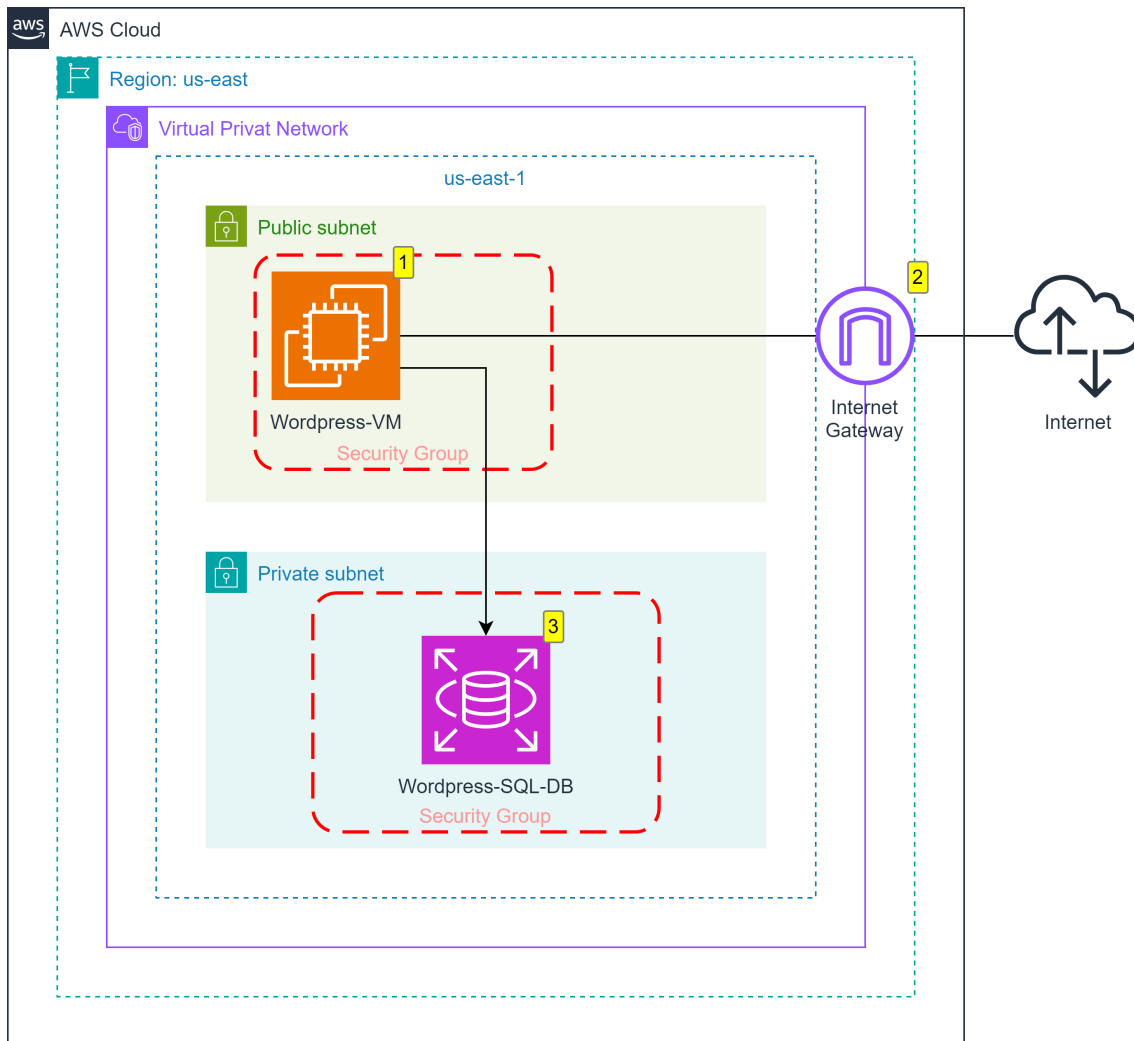 aws
AWS Cloud
Region: us-east
Virtual Privat Network
us-east-1
Public subnet
1
2
Wordpress-VM
Security Group
Internet
Gateway
Internet
Private subnet
3
Wordpress-SQL-DB
Security Group